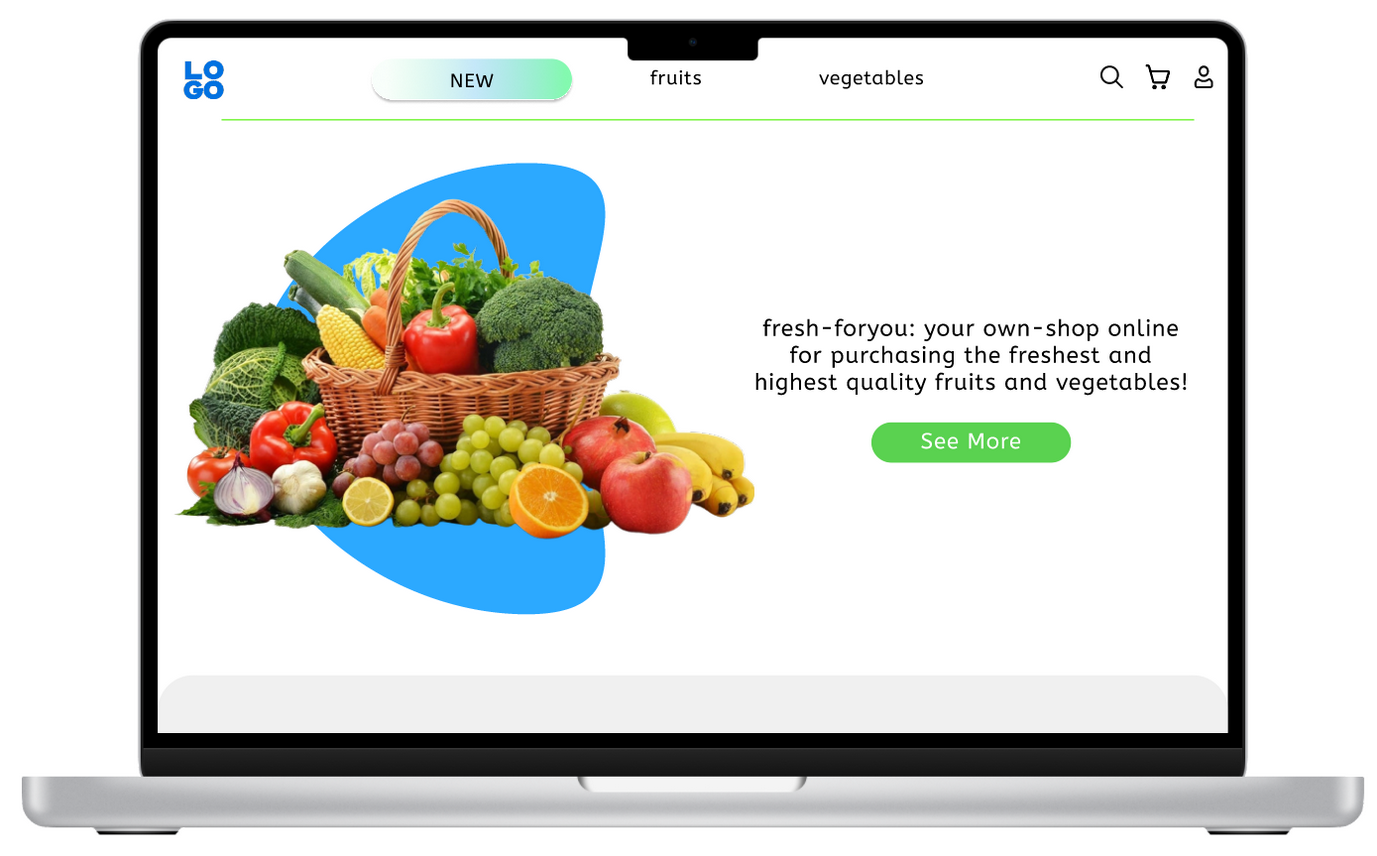 LO
GO
NEW
fruits
vegetables
fresh-foryou: your own-shop online
for purchasing the freshest and
highest quality fruits and vegetables!
See More